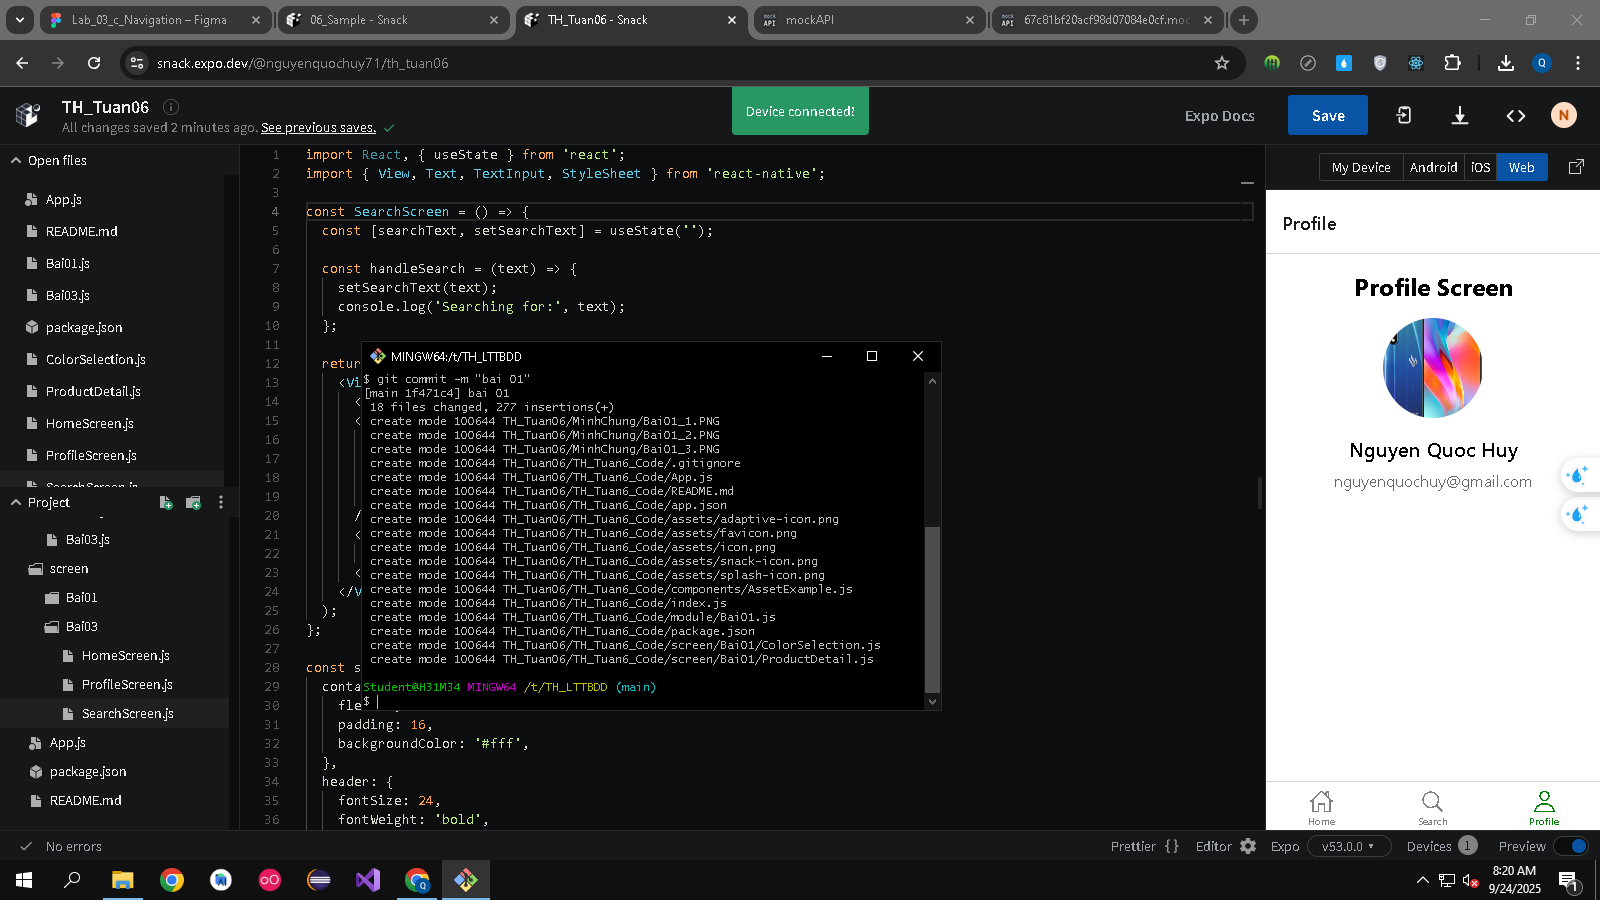 Lab_03_c_Navigation – Figma
06_Sample - Snack
TH_Tuan06 - Snack
mockAPI
67c81bf20acf98d07084e0cf.moc
snack.expo.dev/@nguyenquochuy71/th_tuan06
TH_Tuan06
All changes saved 2 minutes ago. See previous saves.
Device connected!
Expo Docs
Save
N
Open files
App.js
README.md
Bai01.js
Bai03.js
package.json
ColorSelection.js
ProductDetail.js
HomeScreen.js
ProfileScreen.js
SearchScreen.js
Project
Bai03.js
screen
Bai01
Bai03
HomeScreen.js
ProfileScreen.js
SearchScreen.js
App.js
package.json
README.md
1 import React, { useState } from 'react';
2 import { View, Text, TextInput, StyleSheet } from 'react-native';
3
4 const SearchScreen = () => {
5 const [searchText, setSearchText] = useState('');
6
7 const handleSearch = (text) => {
8 setSearchText(text);
9 console.log('Searching for:', text);
10 };
11
12 retur
13 <Vi
14 <
15 <
16
17
18
19
20 /
21 <
22
23 <
24 </V
25 );
26 };
27
28 const s
29 conta
30 fle
31 padding: 16,
32 backgroundColor: '#fff',
33 },
34 header: {
35 fontSize: 24,
36 fontWeight: 'bold',
MINGW64:/t/TH_LTTBDD
$ git commit -m "bai 01"
[main 1f471c4] bai 01
18 files changed, 277 insertions(+)
create mode 100644 TH_Tuan06/MinhChung/Bai01_1.PNG
create mode 100644 TH_Tuan06/MinhChung/Bai01_2.PNG
create mode 100644 TH_Tuan06/MinhChung/Bai01_3.PNG
create mode 100644 TH_Tuan06/TH_Tuan6_Code/.gitignore
create mode 100644 TH_Tuan06/TH_Tuan6_Code/App.js
create mode 100644 TH_Tuan06/TH_Tuan6_Code/README.md
create mode 100644 TH_Tuan06/TH_Tuan6_Code/app.json
create mode 100644 TH_Tuan06/TH_Tuan6_Code/assets/adaptive-icon.png
create mode 100644 TH_Tuan06/TH_Tuan6_Code/assets/favicon.png
create mode 100644 TH_Tuan06/TH_Tuan6_Code/assets/icon.png
create mode 100644 TH_Tuan06/TH_Tuan6_Code/assets/snack-icon.png
create mode 100644 TH_Tuan06/TH_Tuan6_Code/assets/splash-icon.png
create mode 100644 TH_Tuan06/TH_Tuan6_Code/components/AssetExample.js
create mode 100644 TH_Tuan06/TH_Tuan6_Code/index.js
create mode 100644 TH_Tuan06/TH_Tuan6_Code/module/Bai01.js
create mode 100644 TH_Tuan06/TH_Tuan6_Code/package.json
create mode 100644 TH_Tuan06/TH_Tuan6_Code/screen/Bai01/ColorSelection.js
create mode 100644 TH_Tuan06/TH_Tuan6_Code/screen/Bai01/ProductDetail.js
Student@H31M34 MINGW64 /t/TH_LTTBDD (main)
$
My Device
Android
iOS
Web
Profile
Profile Screen
Nguyen Quoc Huy
nguyenquochuy@gmail.com
Home
Search
Profile
No errors
Prettier {}
Editor
Expo
v53.0.0
Devices 1
Preview
8:20 AM
9/24/2025
1